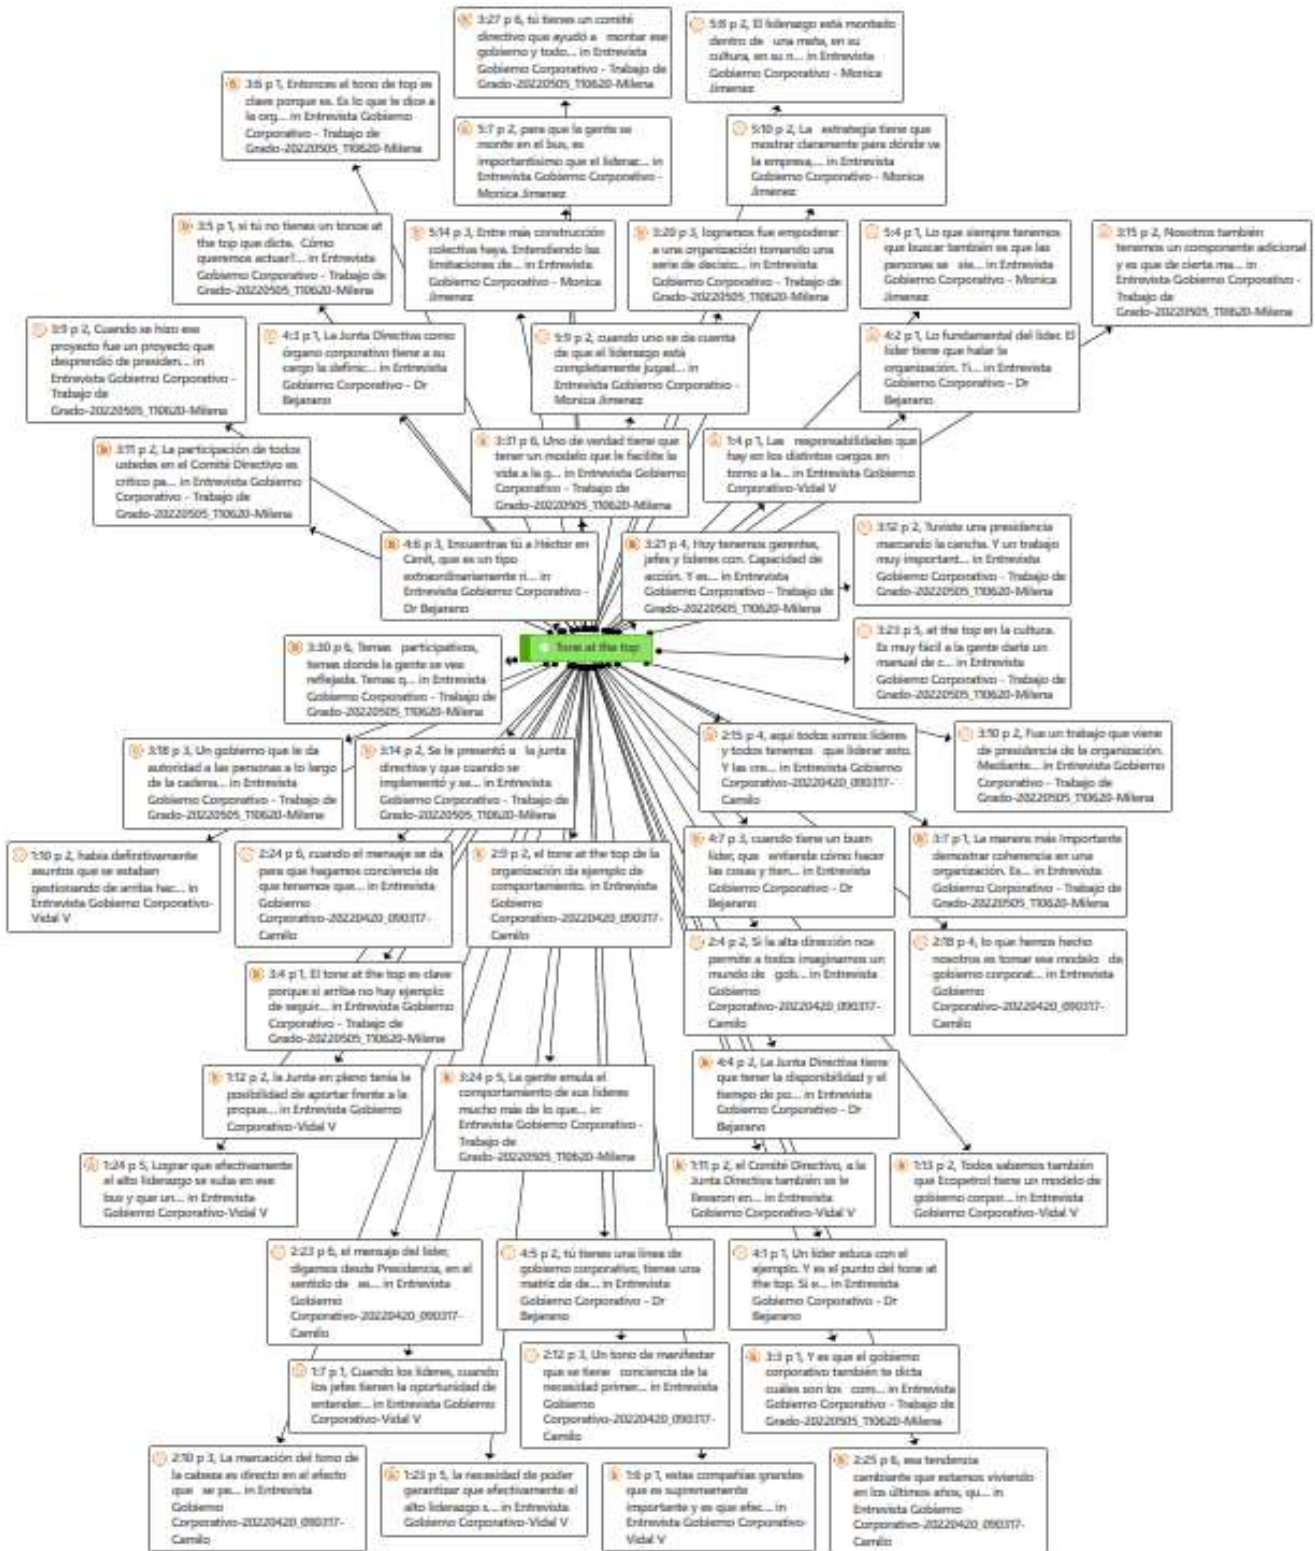 3:27 p 6, tú tienes un comité
directivo que ayudó a montar ese
gobierno y todo... in Entrevista
Gobierno Corporativo - Trabajo de
Grado-20220505_110620-Milena
5:8 p 2, El liderazgo está montado
dentro de una meta, en su
cultura, en su n... in Entrevista
Gobierno Corporativo - Monica
Jimenez
3:6 p 1, Entonces el tono de top es
clave porque es. Es lo que le dice a
la org... in Entrevista Gobierno
Corporativo - Trabajo de
Grado-20220505_110620-Milena
5:7 p 2, para que la gente se
monte en el bus, es
importantísimo que el liderac... in
Entrevista Gobierno Corporativo -
Monica Jimenez
5:10 p 2, La estrategia tiene que
mostrar claramente para dónde va
la empresa,... in Entrevista
Gobierno Corporativo - Monica
Jimenez
3:5 p 1, si tú no tienes un tonoe at
the top que dicte. Cómo
queremos actuar?... in Entrevista
Gobierno Corporativo - Trabajo de
Grado-20220505_110620-Milena
5:14 p 3, Entre más construcción
colectiva haya. Entendiendo las
limitaciones de... in Entrevista
Gobierno Corporativo - Monica
Jimenez
3:20 p 3, logramos fue empoderar
a una organización tomando una
serie de decisio... in Entrevista
Gobierno Corporativo - Trabajo de
Grado-20220505_110620-Milena
5:4 p 1, Lo que siempre tenemos
que buscar también es que las
personas se sie... in Entrevista
Gobierno Corporativo - Monica
Jimenez
3:15 p 2, Nosotros también
tenemos un componente adicional
y es que de cierta ma... in
Entrevista Gobierno Corporativo -
Trabajo de
Grado-20220505_110620-Milena
3:9 p 2, Cuando se hizo ese
proyecto fue un proyecto que
desprendió de presiden... in
Entrevista Gobierno Corporativo -
Trabajo de
Grado-20220505_110620-Milena
4:3 p 1, La Junta Directiva como
órgano corporativo tiene a su
cargo la definic... in Entrevista
Gobierno Corporativo - Dr
Bejarano
5:9 p 2, cuando uno se da cuenta
de que el liderazgo está
completamente jugad... in
Entrevista Gobierno Corporativo -
Monica Jimenez
4:2 p 1, Lo fundamental del líder. El
líder tiene que halar la
organización. Ti... in Entrevista
Gobierno Corporativo - Dr
Bejarano
3:11 p 2, La participación de todos
ustedes en el Comité Directivo es
crítico pa... in Entrevista Gobierno
Corporativo - Trabajo de
Grado-20220505_110620-Milena
3:31 p 6, Uno de verdad tiene que
tener un modelo que le facilite la
vida a la g... in Entrevista Gobierno
Corporativo - Trabajo de
Grado-20220505_110620-Milena
1:4 p 1, Las responsabilidades que
hay en los distintos cargos en
torno a la... in Entrevista Gobierno
Corporativo-Vidal V
4:6 p 3, Encuentras tú a Héctor en
Cenit, que es un tipo
extraordinariamente ri... in
Entrevista Gobierno Corporativo -
Dr Bejarano
3:21 p 4, Hoy tenemos gerentes,
jefes y líderes con. Capacidad de
acción. Y es... in Entrevista
Gobierno Corporativo - Trabajo de
Grado-20220505_110620-Milena
3:12 p 2, Tuviste una presidencia
marcando la cancha. Y un trabajo
muy important... in Entrevista
Gobierno Corporativo - Trabajo de
Grado-20220505_110620-Milena
Tone at the top
3:30 p 6, Temas participativos,
temas donde la gente se vea
reflejada. Temas q... in Entrevista
Gobierno Corporativo - Trabajo de
Grado-20220505_110620-Milena
3:23 p 5, at the top en la cultura.
Es muy fácil a la gente darle un
manual de c... in Entrevista
Gobierno Corporativo - Trabajo de
Grado-20220505_110620-Milena
3:18 p 3, Un gobierno que le da
autoridad a las personas a lo largo
de la cadena... in Entrevista
Gobierno Corporativo - Trabajo de
Grado-20220505_110620-Milena
3:14 p 2, Se le presentó a la junta
directiva y que cuando se
implementó y se... in Entrevista
Gobierno Corporativo - Trabajo de
Grado-20220505_110620-Milena
2:15 p 4, aquí todos somos líderes
y todos tenemos que liderar esto.
Y las cre... in Entrevista Gobierno
Corporativo-20220420_090317-
Camilo
3:10 p 2, Fue un trabajo que viene
de presidencia de la organización.
Mediante... in Entrevista Gobierno
Corporativo - Trabajo de
Grado-20220505_110620-Milena
1:10 p 2, había definitivamente
asuntos que se estaban
gestionando de arriba hac... in
Entrevista Gobierno Corporativo-
Vidal V
2:24 p 6, cuando el mensaje se da
para que hagamos conciencia de
que tenemos que... in Entrevista
Gobierno
Corporativo-20220420_090317-
Camilo
2:9 p 2, el tone at the top de la
organización da ejemplo de
comportamiento. in Entrevista
Gobierno
Corporativo-20220420_090317-
Camilo
4:7 p 3, cuando tiene un buen
líder, que entiende cómo hacer
las cosas y tien... in Entrevista
Gobierno Corporativo - Dr
Bejarano
3:7 p 1, La manera más importante
demostrar coherencia en una
organización. Es... in Entrevista
Gobierno Corporativo - Trabajo de
Grado-20220505_110620-Milena
2:4 p 2, Si la alta dirección nos
permite a todos imaginarnos un
mundo de gob... in Entrevista
Gobierno
Corporativo-20220420_090317-
Camilo
2:18 p 4, lo que hemos hecho
nosotros es tomar ese modelo de
gobierno corporat... in Entrevista
Gobierno
Corporativo-20220420_090317-
Camilo
3:4 p 1, El tone at the top es clave
porque si arriba no hay ejemplo
de seguir... in Entrevista Gobierno
Corporativo - Trabajo de
Grado-20220505_110620-Milena
1:12 p 2, la Junta en pleno tenía la
posibilidad de aportar frente a la
propue... in Entrevista Gobierno
Corporativo-Vidal V
3:24 p 5, La gente emula el
comportamiento de sus líderes
mucho más de lo que... in
Entrevista Gobierno Corporativo -
Trabajo de
Grado-20220505_110620-Milena
4:4 p 2, La Junta Directiva tiene
que tener la disponibilidad y el
tiempo de po... in Entrevista
Gobierno Corporativo - Dr
Bejarano
1:24 p 5, Lograr que efectivamente
el alto liderazgo se suba en ese
bus y que un... in Entrevista
Gobierno Corporativo-Vidal V
1:11 p 2, el Comité Directivo, a la
Junta Directiva también se le
llevaron en... in Entrevista
Gobierno Corporativo-Vidal V
1:13 p 2, Todos sabemos también
que Ecopetrol tiene un modelo de
gobierno corpor... in Entrevista
Gobierno Corporativo-Vidal V
2:23 p 6, el mensaje del líder,
digamos desde Presidencia, en el
sentido de es... in Entrevista
Gobierno
Corporativo-20220420_090317-
Camilo
4:5 p 2, tú tienes una línea de
gobierno corporativo, tienes una
matriz de de... in Entrevista
Gobierno Corporativo - Dr
Bejarano
4:1 p 1, Un líder educa con el
ejemplo. Y es el punto del tone at
the top. Si e... in Entrevista
Gobierno Corporativo - Dr
Bejarano
2:12 p 3, Un tono de manifestar
que se tiene conciencia de la
necesidad primer... in Entrevista
Gobierno
Corporativo-20220420_090317-
Camilo
3:3 p 1, Y es que el gobierno
corporativo también te dicta
cuáles son los com... in Entrevista
Gobierno Corporativo - Trabajo de
Grado-20220505_110620-Milena
1:7 p 1, Cuando los líderes, cuando
los jefes tienen la oportunidad de
entender... in Entrevista Gobierno
Corporativo-Vidal V
2:10 p 3, La marcación del tono de
la cabeza es directo en el efecto
que se pe... in Entrevista
Gobierno
Corporativo-20220420_090317-
Camilo
1:23 p 5, la necesidad de poder
garantizar que efectivamente el
alto liderazgo s... in Entrevista
Gobierno Corporativo-Vidal V
1:8 p 1, estas compañías grandes
que es supremamente
importante y es que efec... in
Entrevista Gobierno Corporativo-
Vidal V
2:25 p 6, esa tendencia
cambiante que estamos viviendo
en los últimos años, qu... in
Entrevista Gobierno
Corporativo-20220420_090317-
Camilo